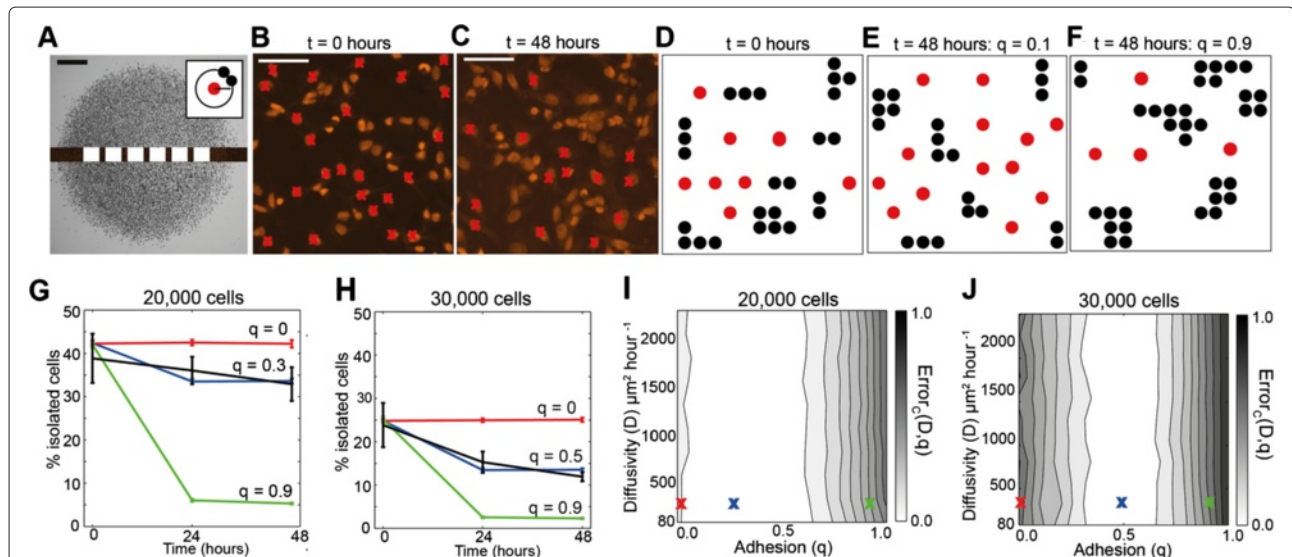 A
B
t = 0 hours
C
t = 48 hours
D
t = 0 hours
E
t = 48 hours: q = 0.1
F
t = 48 hours: q = 0.9
G
20,000 cells
% isolated cells
50
40
30
20
10
0
q = 0
q = 0.3
q = 0.9
0
24
48
Time (hours)
H
30,000 cells
% isolated cells
50
40
30
20
10
0
q = 0
q = 0.5
q = 0.9
0
24
48
Time (hours)
I
20,000 cells
Diffusivity (D) µm² hour⁻¹
2000
1500
1000
500
80
0.0
0.5
1.0
Adhesion (q)
1.0
0.0
Error_C(D,q)
J
30,000 cells
Diffusivity (D) µm² hour⁻¹
2000
1500
1000
500
80
0.0
0.5
1.0
Adhesion (q)
1.0
0.0
Error_C(D,q)